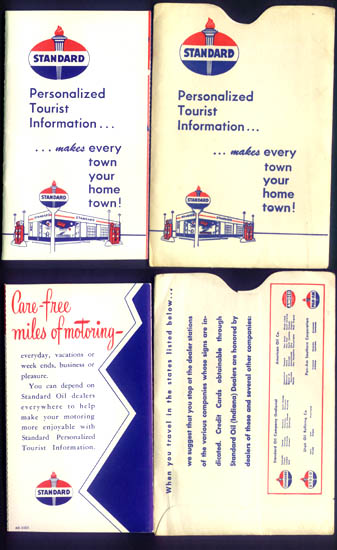 STANDARD
Personalized
Tourist
Information...
...makes every
town
your
home
town!
STANDARD
STANDARD
Personalized
Tourist
Information...
...makes every
town
your
home
town!
STANDARD
Care-free
miles of motoring-
everyday, vacations or
week ends, business or
pleasure.
You can depend on
Standard Oil dealers
everywhere to help
make your motoring
more enjoyable with
Standard Personalized
Tourist Information.
STANDARD
When you travel in the states listed below...
we suggest that you stop at the dealer stations
of the various companies whose signs are in-
dicated. Credit Cards obtainable through
Standard Oil (Indiana) Dealers are honored by
dealers of these and several other companies:
American Oil Co.
Pan-Am Southern Corporation
Standard Oil Company (Indiana)
Utah Oil Refining Co.